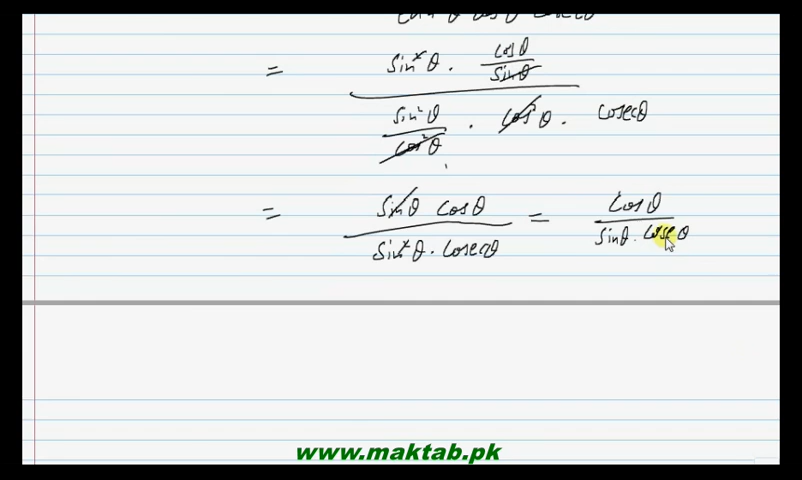 = sin²θ · cosθ/sinθ
sin²θ/cos²θ · cos²θ · cosecθ
= sinθ cosθ / sin²θ · cosecθ = cosθ / sinθ · cosecθ
www.maktab.pk